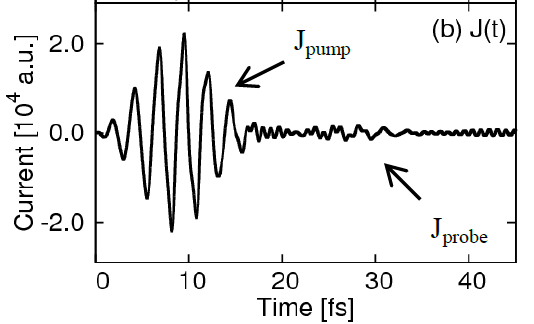 (b) J(t)
J_pump
2.0
0.0
-2.0
Current [10^4 a.u.]
J_probe
0 10 20 30 40
Time [fs]